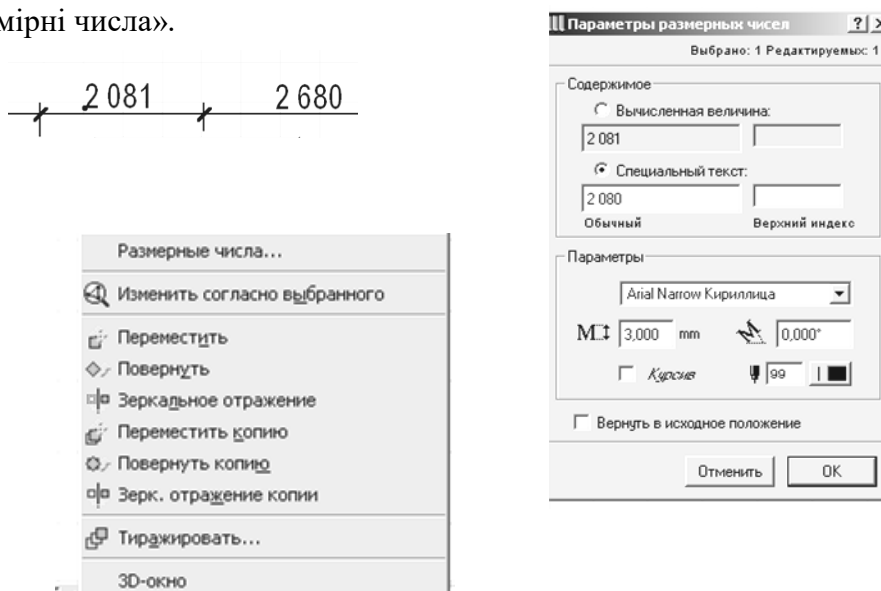 мірні числа».
2 081 2 680
Размерные числа...
Изменить согласно выбранного
Переместить
Повернуть
Зеркальное отражение
Переместить копию
Повернуть копию
Зерк. отражение копии
Тиражировать...
3D-окно
Параметры размерных чисел
Выбрано: 1 Редактируемых: 1
Содержимое
Вычисленная величина:
2 081
Специальный текст:
2 080
Обычный Верхний индекс
Параметры
Arial Narrow Кириллица
M 3,000 mm 0,000°
Курсив 99
Вернуть в исходное положение
Отменить OK